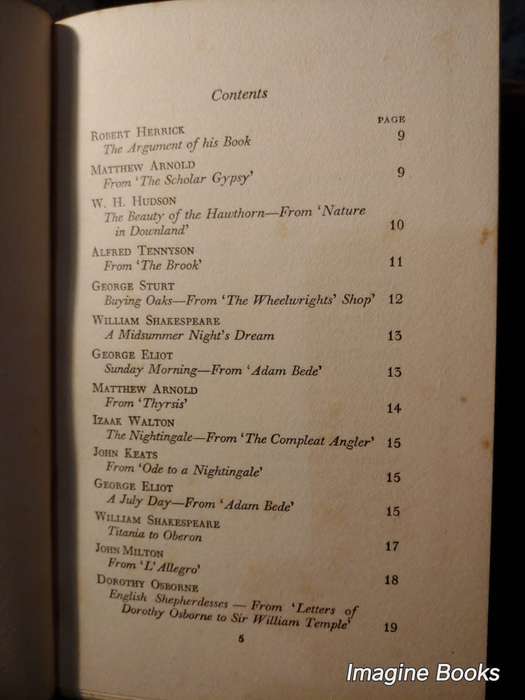 Contents
PAGE
ROBERT HERRICK
The Argument of his Book 9
MATTHEW ARNOLD
From 'The Scholar Gypsy' 9
W. H. HUDSON
The Beauty of the Hawthorn—From 'Nature
in Downland' 10
ALFRED TENNYSON
From 'The Brook' 11
GEORGE STURT
Buying Oaks—From 'The Wheelwrights' Shop' 12
WILLIAM SHAKESPEARE
A Midsummer Night's Dream 13
GEORGE ELIOT
Sunday Morning—From 'Adam Bede' 13
MATTHEW ARNOLD
From 'Thyrsis' 14
IZAAK WALTON
The Nightingale—From 'The Compleat Angler' 15
JOHN KEATS
From 'Ode to a Nightingale' 15
GEORGE ELIOT
A July Day—From 'Adam Bede' 15
WILLIAM SHAKESPEARE
Titania to Oberon 17
JOHN MILTON
From 'L'Allegro' 18
DOROTHY OSBORNE
English Shepherdesses — From 'Letters of
Dorothy Osborne to Sir William Temple' 19
5
Imagine Books